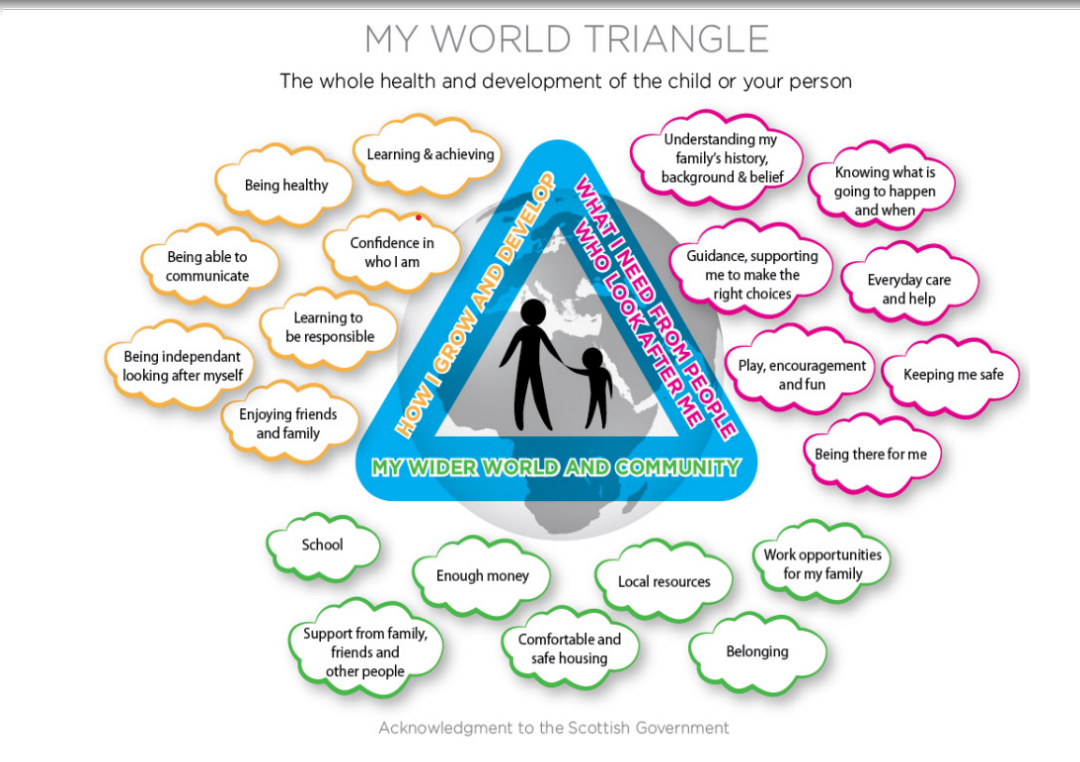 MY WORLD TRIANGLE
The whole health and development of the child or your person
Learning & achieving
Being healthy
Confidence in
who I am
Being able to
communicate
Learning to
be responsible
Being independant
looking after myself
Enjoying friends
and family
HOW I GROW AND DEVELOP
WHAT I NEED FROM PEOPLE
WHO LOOK AFTER ME
MY WIDER WORLD AND COMMUNITY
Understanding my
family's history,
background & belief
Knowing what is
going to happen
and when
Guidance, supporting
me to make the
right choices
Everyday care
and help
Play, encouragement
and fun
Keeping me safe
Being there for me
School
Enough money
Local resources
Work opportunities
for my family
Support from family,
friends and
other people
Comfortable and
safe housing
Belonging
Acknowledgment to the Scottish Government